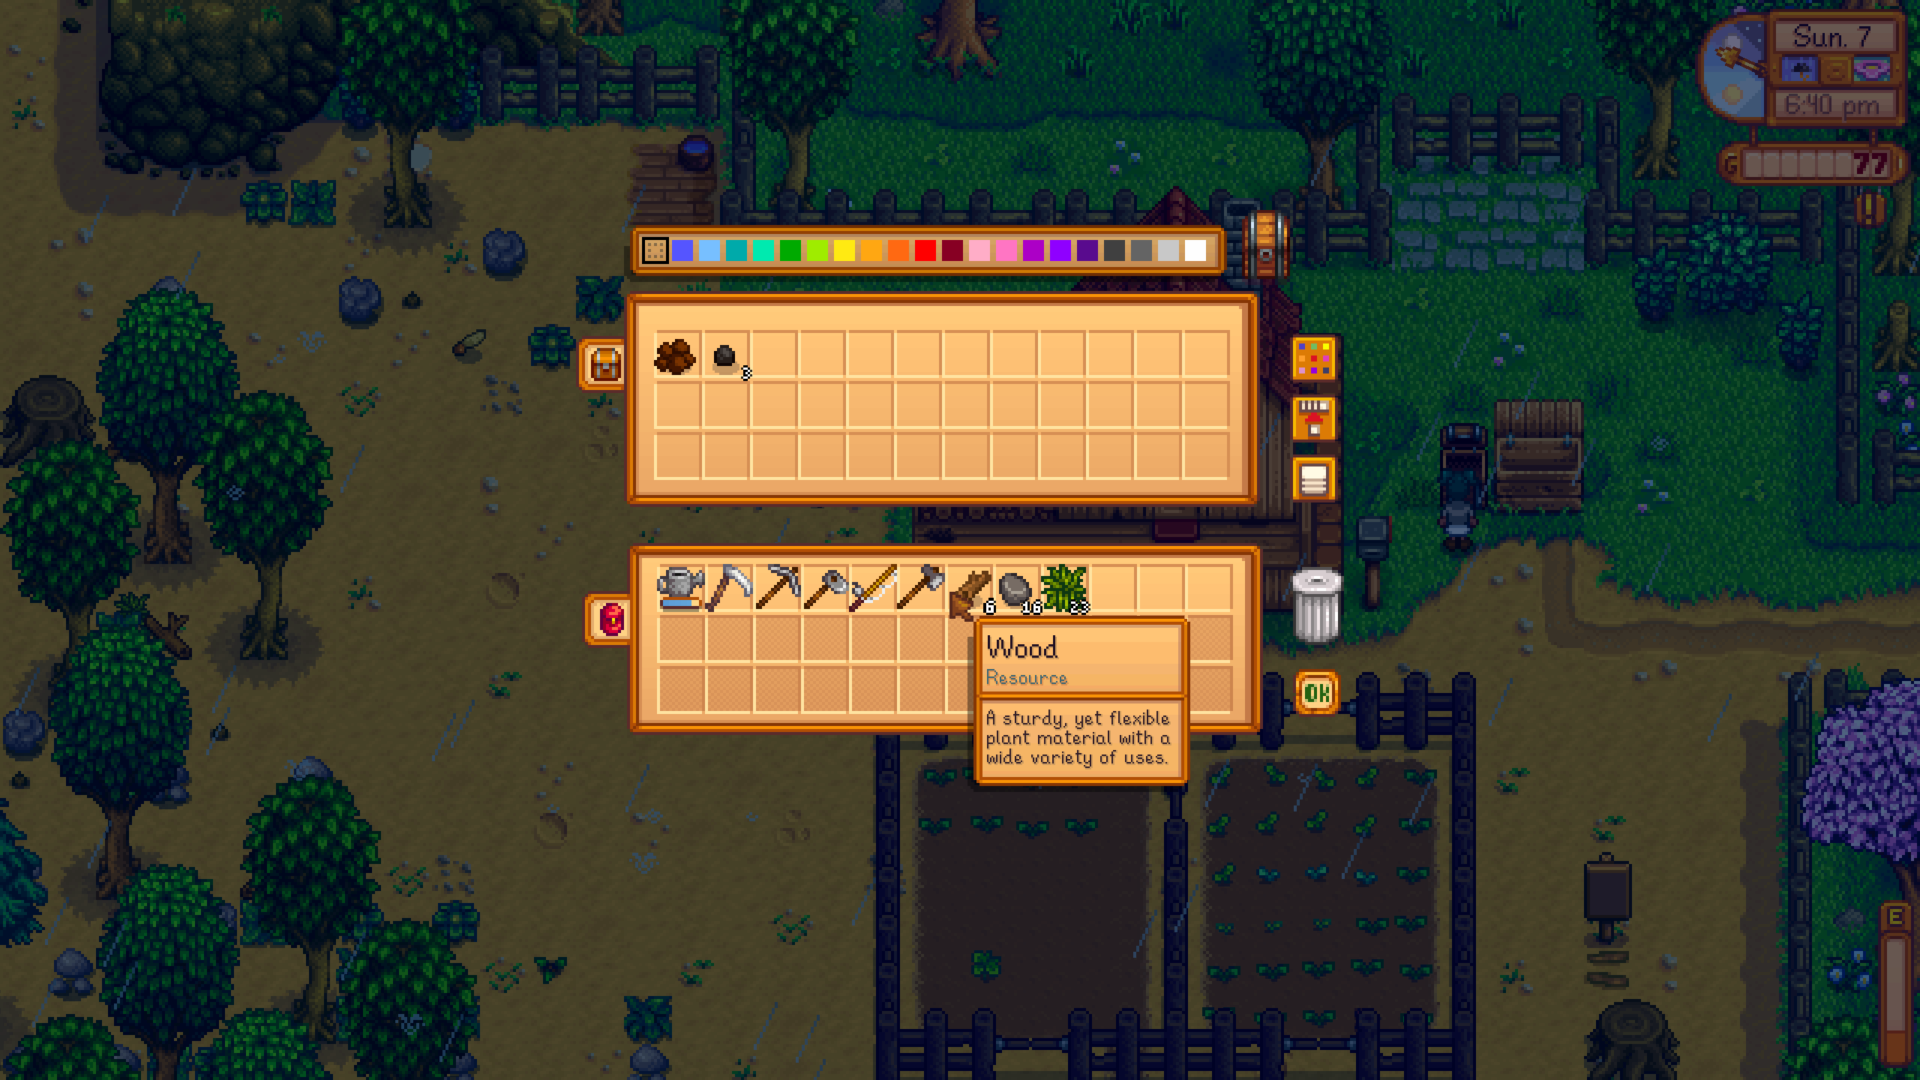 Sun. 7
6:40 pm
G 77
3
6 16 23
Wood
Resource
A sturdy, yet flexible
plant material with a
wide variety of uses.
OK
E